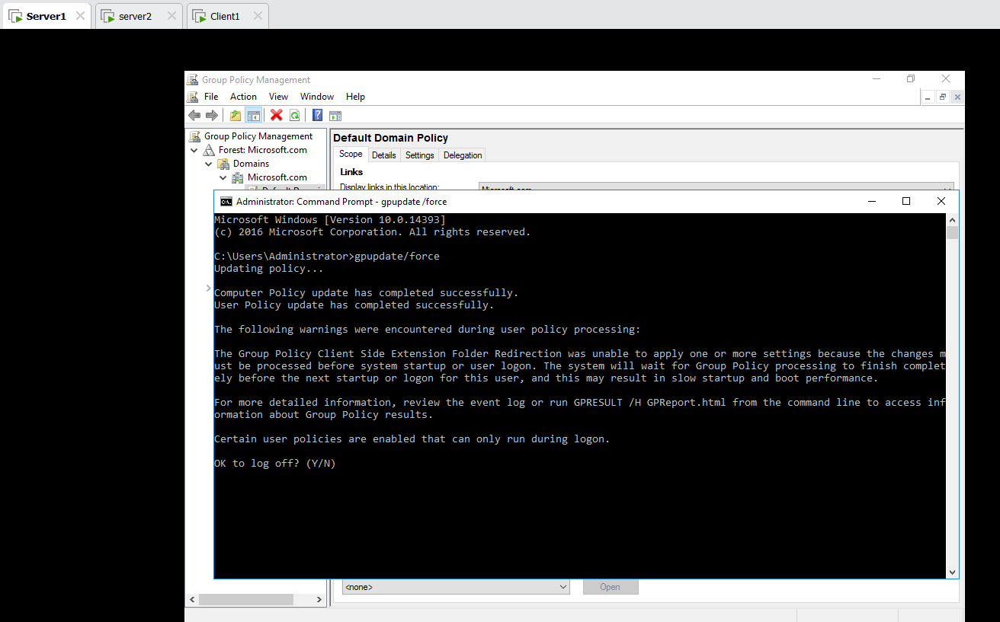 Server1
server2
Client1
Group Policy Management
File Action View Window Help
Group Policy Management
Forest: Microsoft.com
Domains
Microsoft.com
Default Domain Policy
Scope Details Settings Delegation
Links
Display links in this location:
Microsoft.com
Administrator: Command Prompt - gpupdate /force
Microsoft Windows [Version 10.0.14393]
(c) 2016 Microsoft Corporation. All rights reserved.
C:\Users\Administrator>gpupdate/force
Updating policy...
Computer Policy update has completed successfully.
User Policy update has completed successfully.
The following warnings were encountered during user policy processing:
The Group Policy Client Side Extension Folder Redirection was unable to apply one or more settings because the changes m
ust be processed before system startup or user logon. The system will wait for Group Policy processing to finish complet
ely before the next startup or logon for this user, and this may result in slow startup and boot performance.
For more detailed information, review the event log or run GPRESULT /H GPReport.html from the command line to access inf
ormation about Group Policy results.
Certain user policies are enabled that can only run during logon.
OK to log off? (Y/N)
<none>
Open